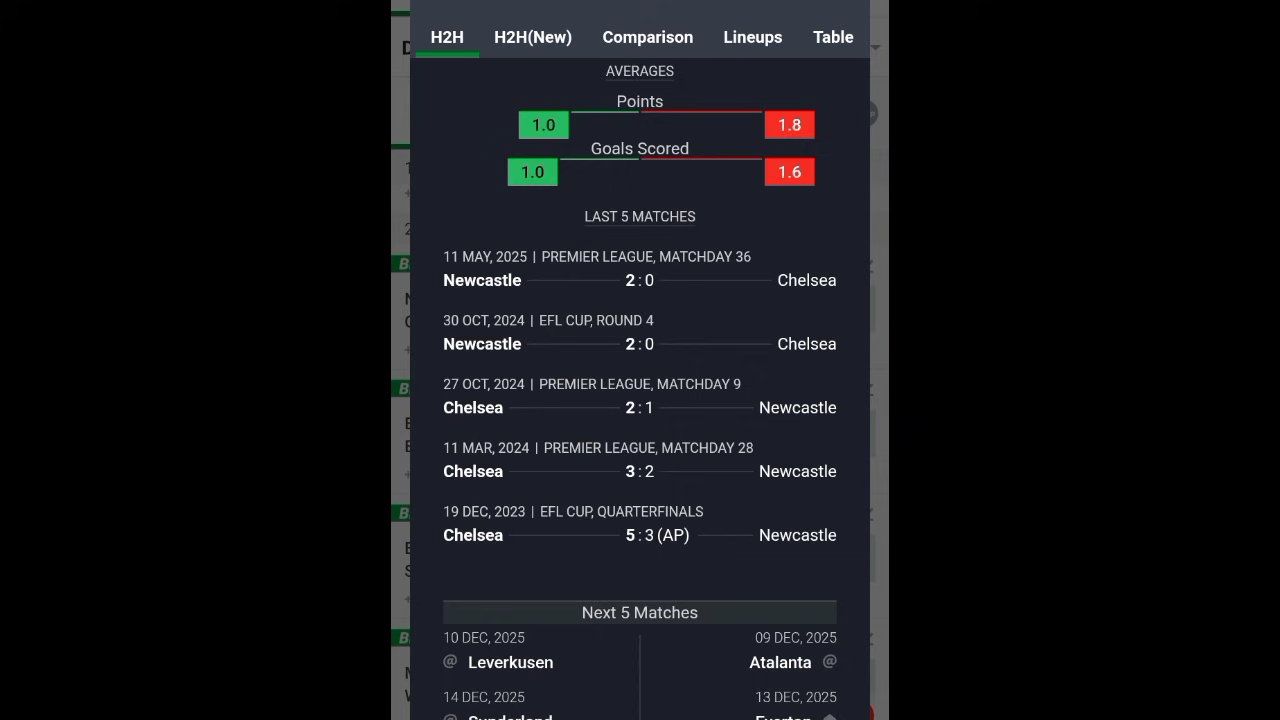 H2H H2H(New) Comparison Lineups Table
AVERAGES
Points
1.0 1.8
Goals Scored
1.0 1.6
LAST 5 MATCHES
11 MAY, 2025 | PREMIER LEAGUE, MATCHDAY 36
Newcastle 2 : 0 Chelsea
30 OCT, 2024 | EFL CUP, ROUND 4
Newcastle 2 : 0 Chelsea
27 OCT, 2024 | PREMIER LEAGUE, MATCHDAY 9
Chelsea 2 : 1 Newcastle
11 MAR, 2024 | PREMIER LEAGUE, MATCHDAY 28
Chelsea 3 : 2 Newcastle
19 DEC, 2023 | EFL CUP, QUARTERFINALS
Chelsea 5 : 3 (AP) Newcastle
Next 5 Matches
10 DEC, 2025 09 DEC, 2025
@ Leverkusen Atalanta @
14 DEC, 2025 13 DEC, 2025
@ Sunderland Everton